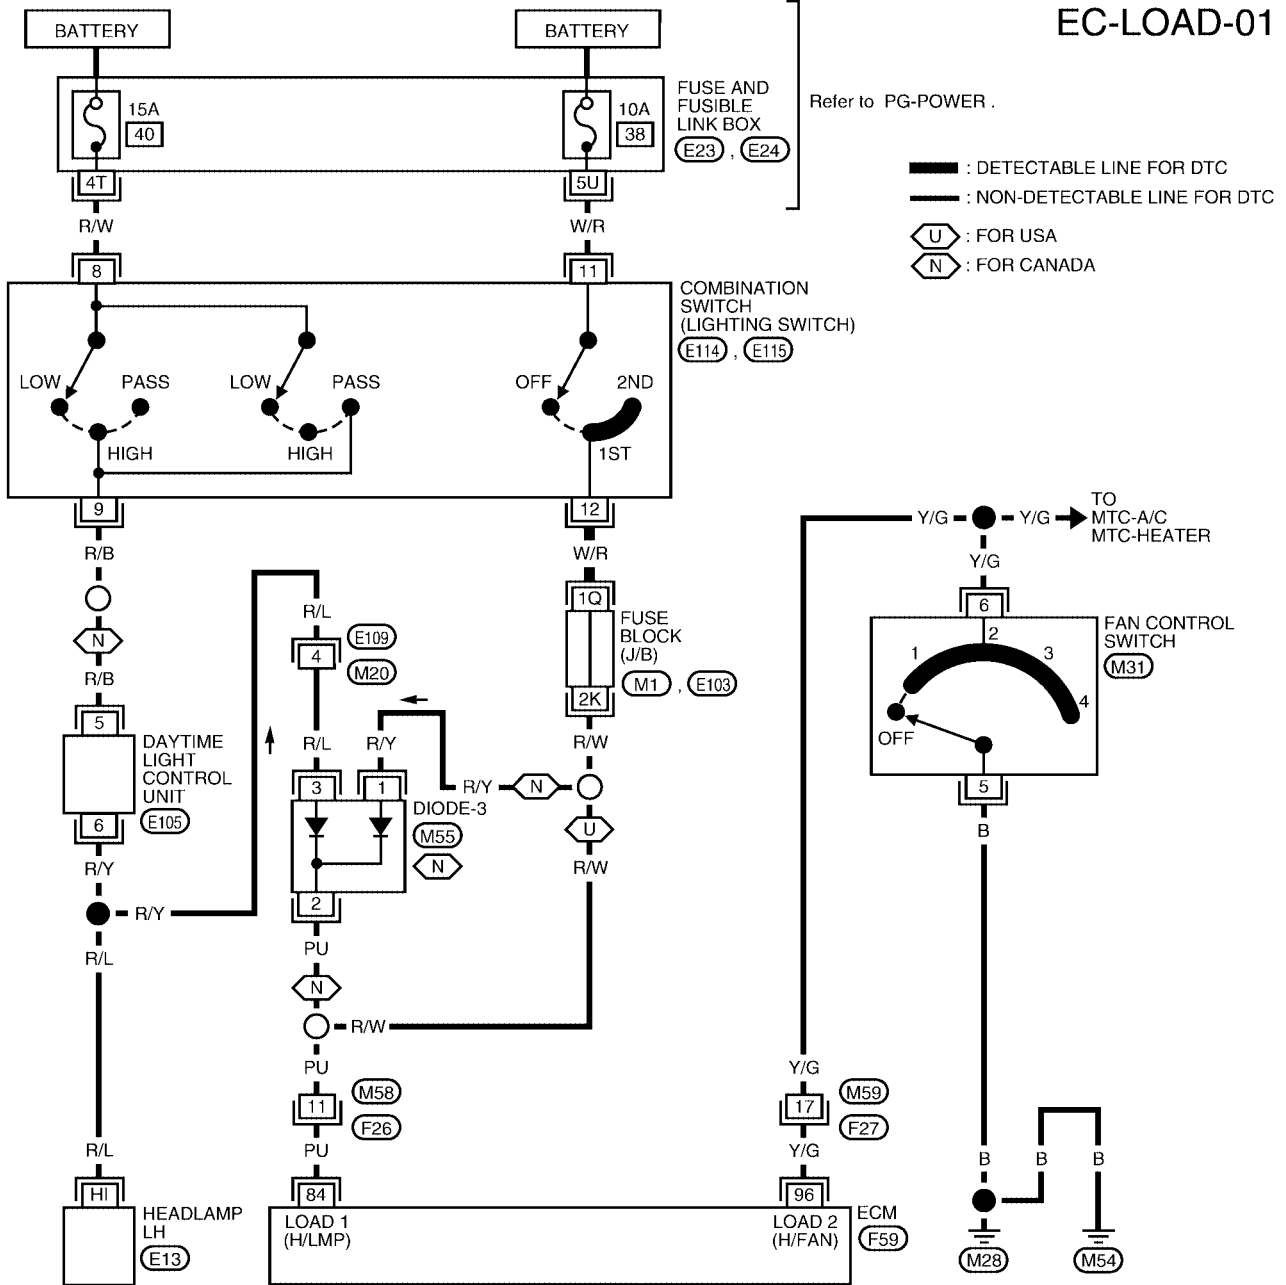 EC-LOAD-01
BATTERY
BATTERY
15A
40
10A
38
FUSE AND
FUSIBLE
LINK BOX
E23 , E24
Refer to PG-POWER .
4T
5U
: DETECTABLE LINE FOR DTC
: NON-DETECTABLE LINE FOR DTC
U : FOR USA
N : FOR CANADA
R/W
W/R
8
11
COMBINATION
SWITCH
(LIGHTING SWITCH)
E114 , E115
LOW
PASS
HIGH
LOW
PASS
HIGH
OFF
2ND
1ST
9
12
R/B
W/R
N
R/B
5
DAYTIME
LIGHT
CONTROL
UNIT
E105
6
R/Y
R/Y
R/L
R/L
HI
HEADLAMP
LH
E13
R/L
4
E109
M20
R/L
R/Y
3
1
DIODE-3
M55
N
2
PU
N
R/W
PU
11
M58
F26
PU
84
1Q
FUSE
BLOCK
(J/B)
M1 , E103
2K
R/W
R/Y
N
U
R/W
Y/G
Y/G
TO
MTC-A/C
MTC-HEATER
Y/G
6
FAN CONTROL
SWITCH
M31
1
2
3
4
OFF
5
B
Y/G
17
M59
F27
Y/G
96
LOAD 1
(H/LMP)
LOAD 2
(H/FAN)
ECM
F59
B
B
B
M28
M54